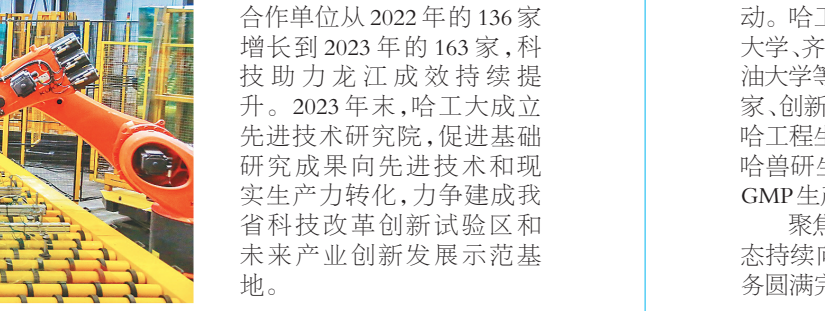 合作单位从2022年的136家
增长到2023年的163家,科
技助力龙江成效持续提
升。2023年末,哈工大成立
先进技术研究院,促进基础
研究成果向先进技术和现
实生产力转化,力争建成我
省科技改革创新试验区和
未来产业创新发展示范基
地。
动。哈工
大学、齐
油大学等
家、创新
哈工程生
哈兽研生
GMP生产
聚焦
态持续向
务圆满完